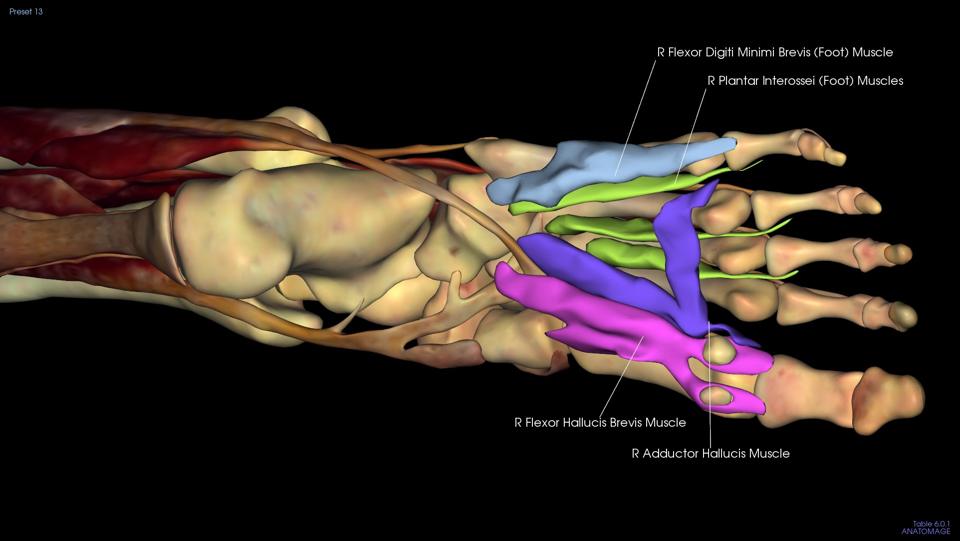 Preset 13
R Flexor Digiti Minimi Brevis (Foot) Muscle
R Plantar Interossei (Foot) Muscles
R Flexor Hallucis Brevis Muscle
R Adductor Hallucis Muscle
Table 6.0.1
ANATOMAGE